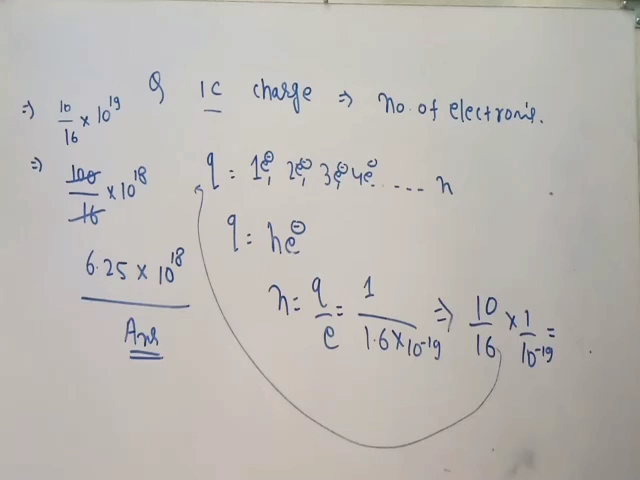 Q 1C charge ⇒ No. of electrons.
q = 1e⊖, 2e⊖, 3e⊖, 4e⊖ ..... n
q = ne⊖
n = q/e = 1/1.6×10^-19 ⇒ 10/16 × 1/10^-19 =
⇒ 10/16 × 10^19
⇒ 100/16 × 10^18
6.25 × 10^18
Ans